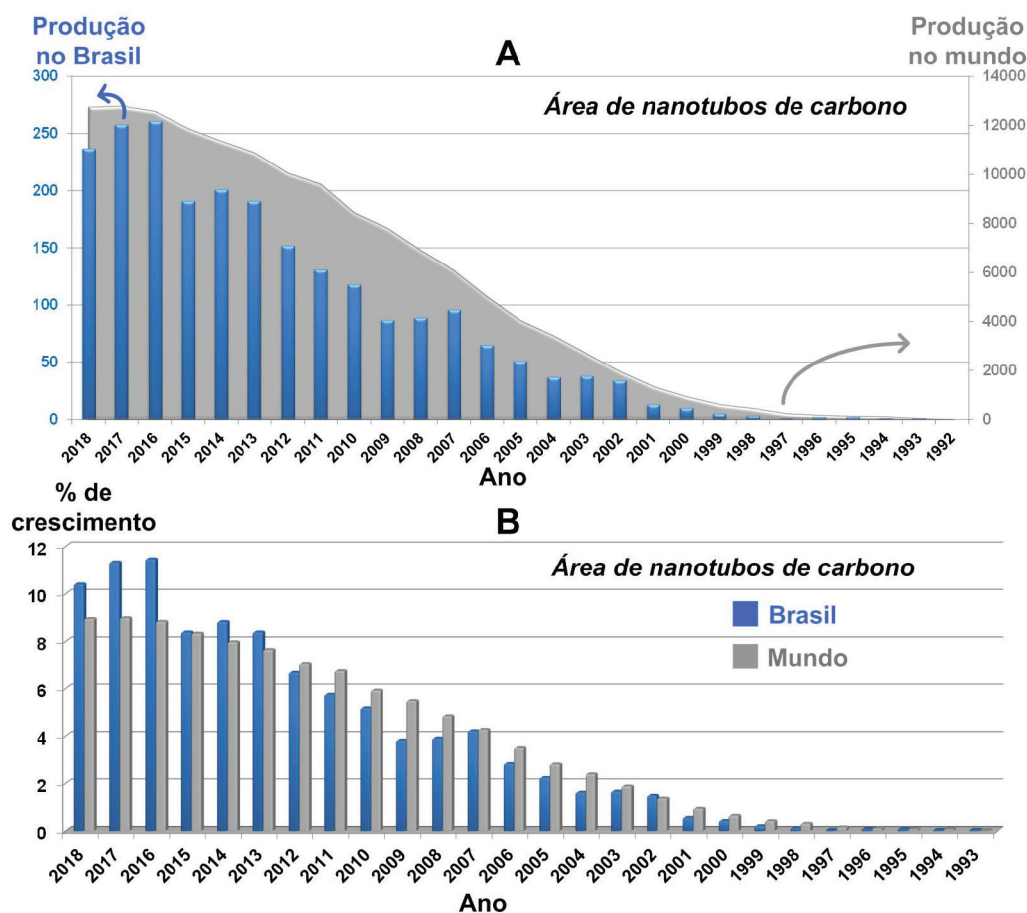 Produção
no Brasil
A
Produção
no mundo
Área de nanotubos de carbono
300
250
200
150
100
50
0
14000
12000
10000
8000
6000
4000
2000
0
2018 2017 2016 2015 2014 2013 2012 2011 2010 2009 2008 2007 2006 2005 2004 2003 2002 2001 2000 1999 1998 1997 1996 1995 1994 1993 1992
Ano
% de
crescimento
B
Área de nanotubos de carbono
Brasil
Mundo
12
10
8
6
4
2
0
2018 2017 2016 2015 2014 2013 2012 2011 2010 2009 2008 2007 2006 2005 2004 2003 2002 2001 2000 1999 1998 1997 1996 1995 1994 1993
Ano